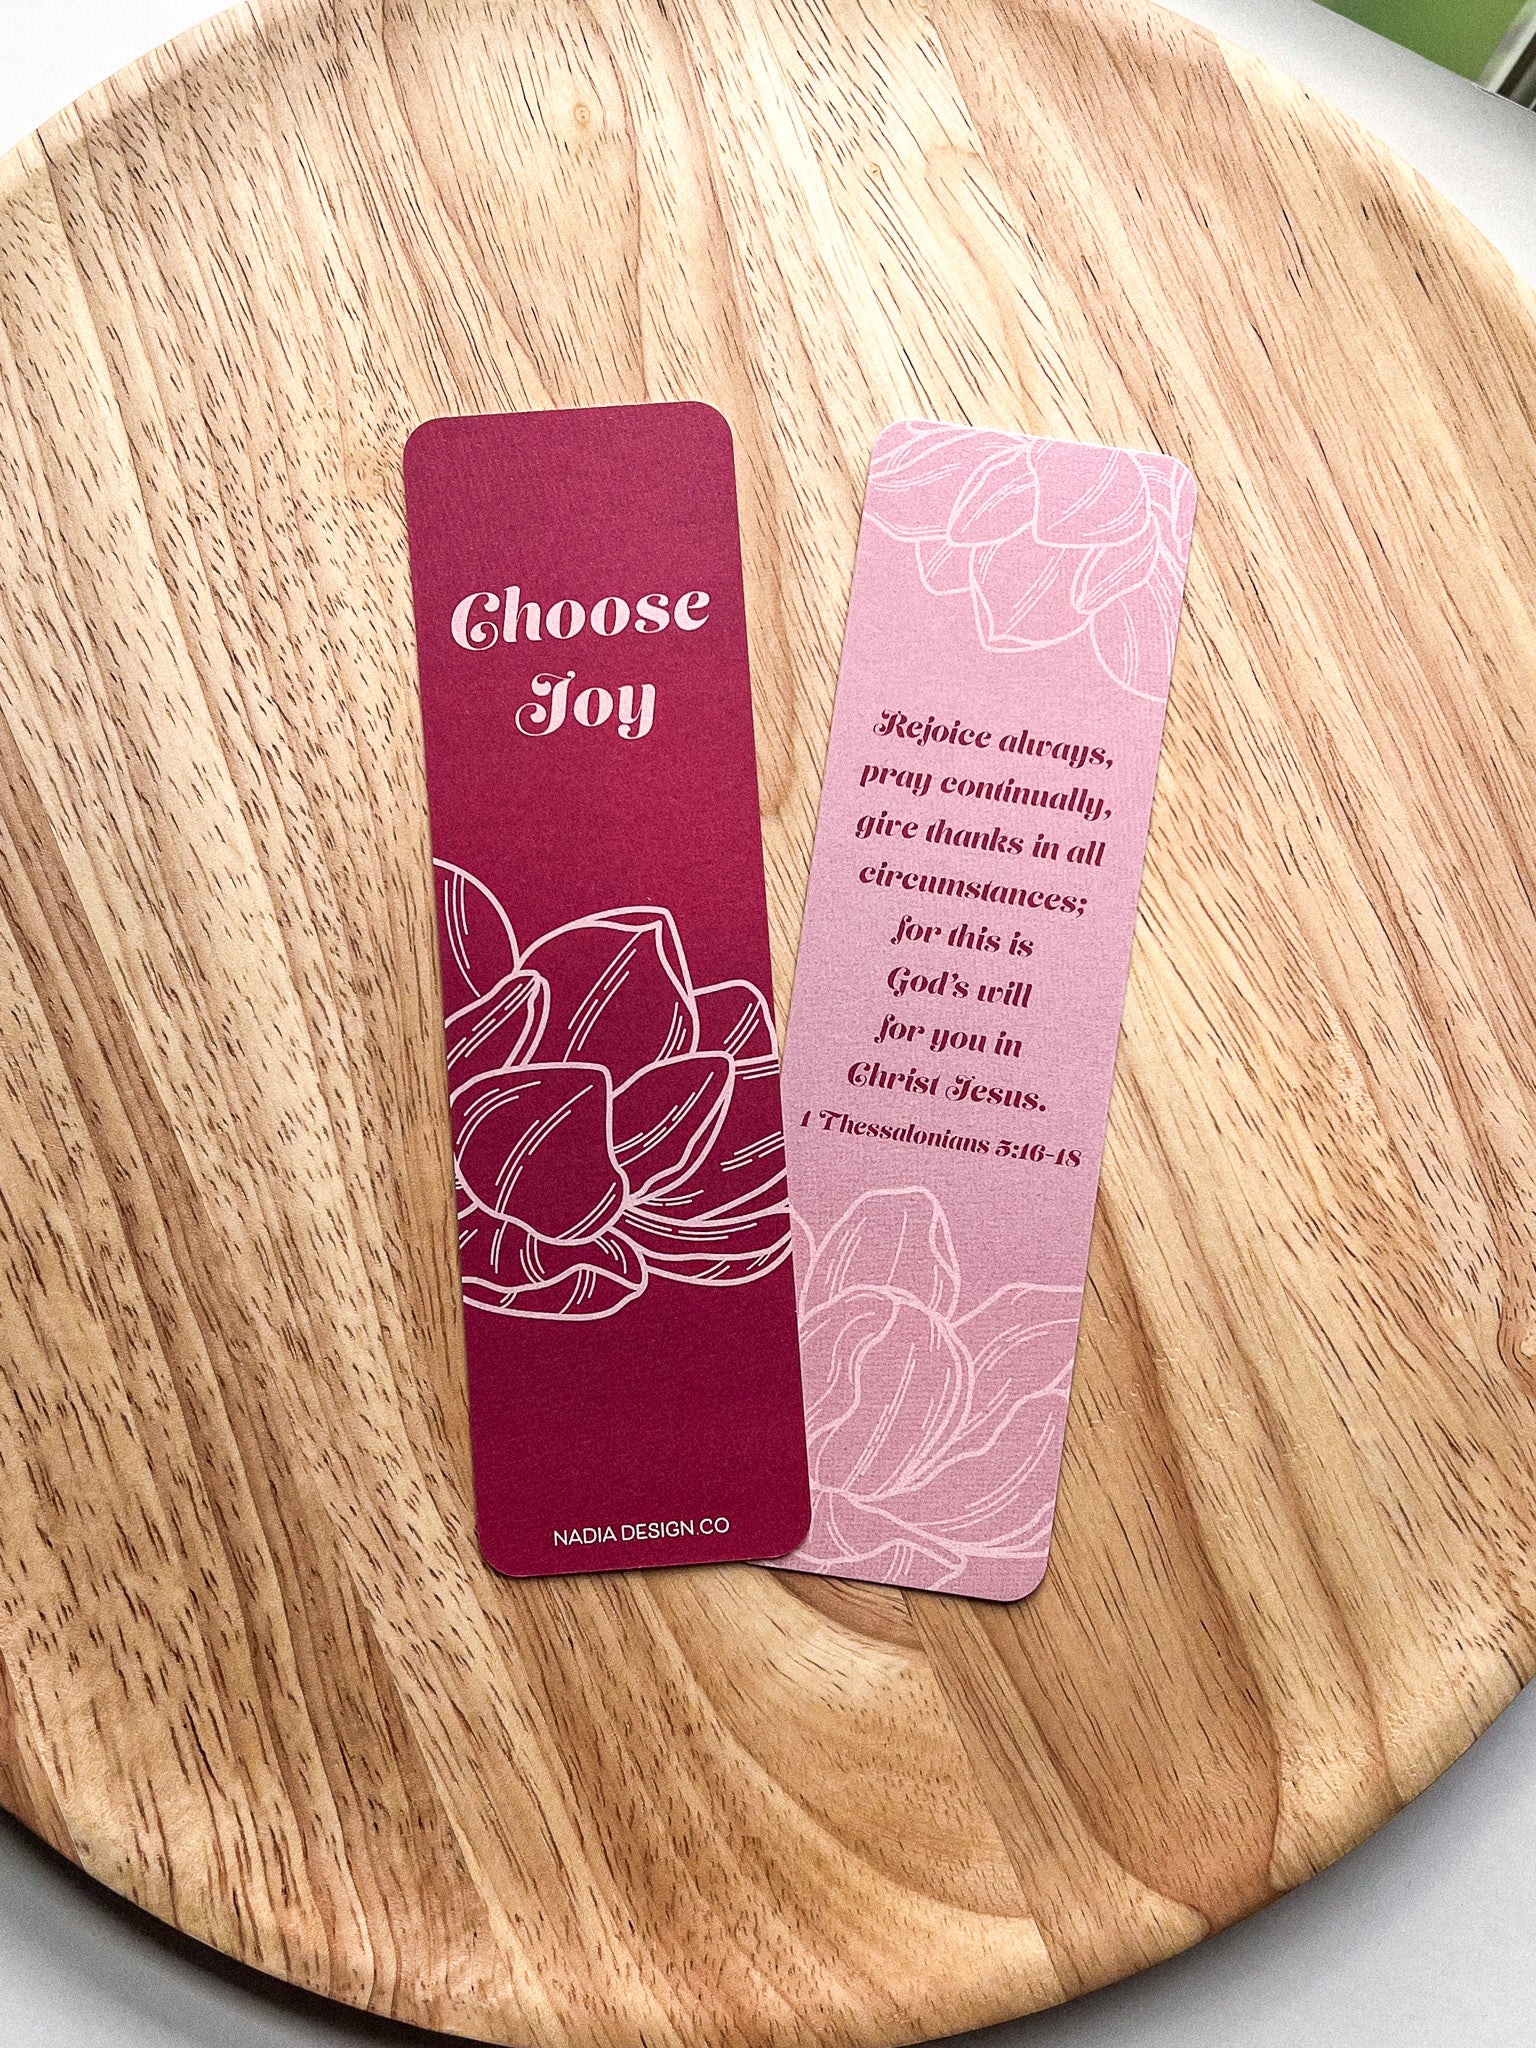 Choose
Joy
NADIA DESIGN.CO
Rejoice always,
pray continually,
give thanks in all
circumstances;
for this is
God's will
for you in
Christ Jesus.
1 Thessalonians 5:16-18